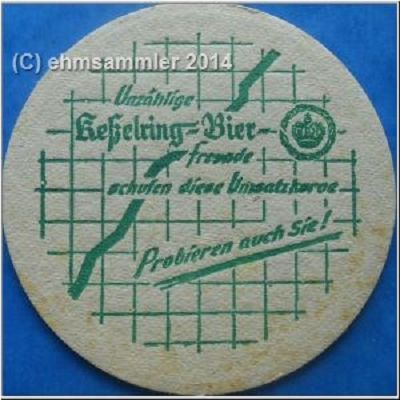 (C) ehmsammler 2014
Unzählige
Keßelring-Bier-
freunde
schufen diese Umsatzkurve
Probieren auch Sie!